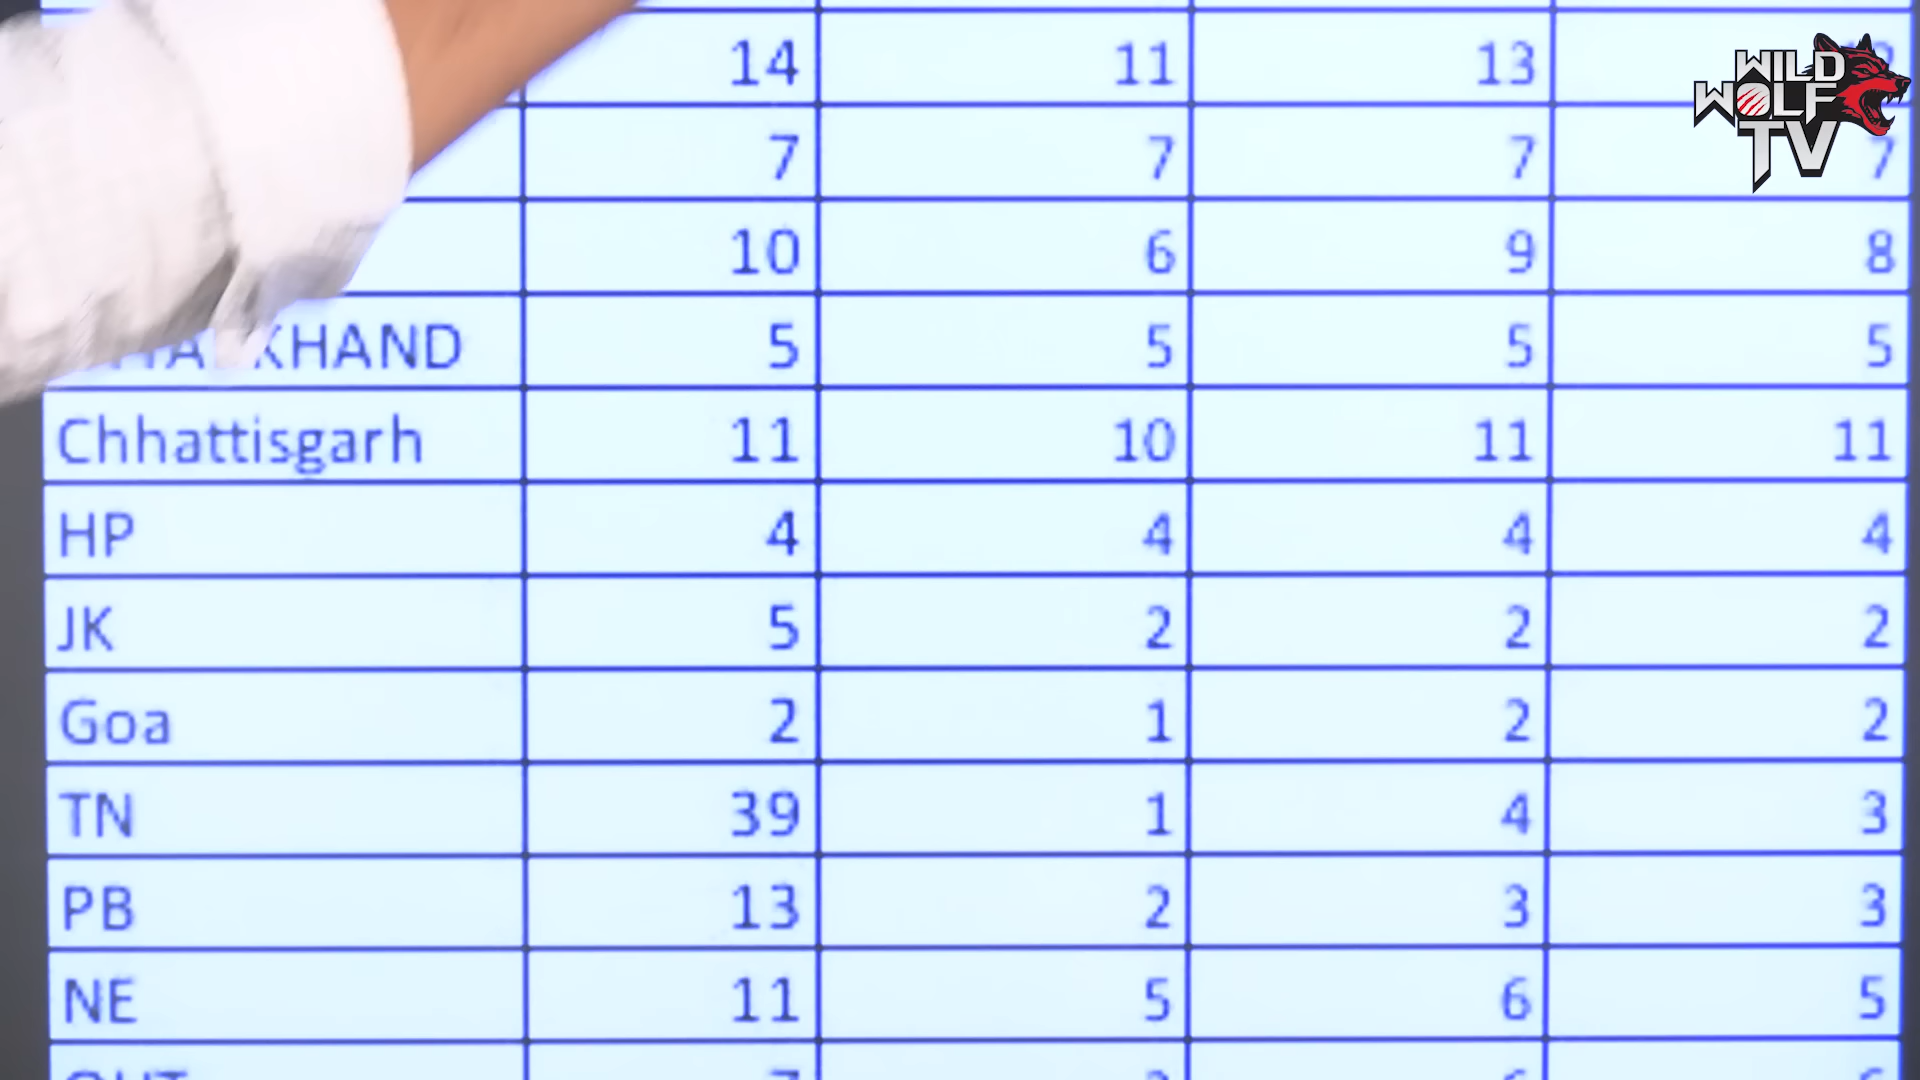 14 11 13
WILD WOLF TV
7 7 7 7
10 6 9 8
KHAND 5 5 5 5
Chhattisgarh 11 10 11 11
HP 4 4 4 4
JK 5 2 2 2
Goa 2 1 2 2
TN 39 1 4 3
PB 13 2 3 3
NE 11 5 6 5